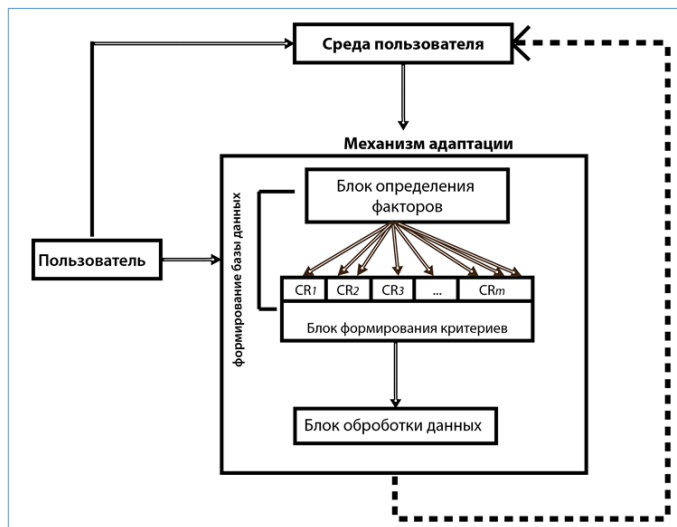 Среда пользователя
Механизм адаптации
Блок определения
факторов
формирование базы данных
Пользователь
CR1 CR2 CR3 ... CRm
Блок формирования критериев
Блок обработки данных